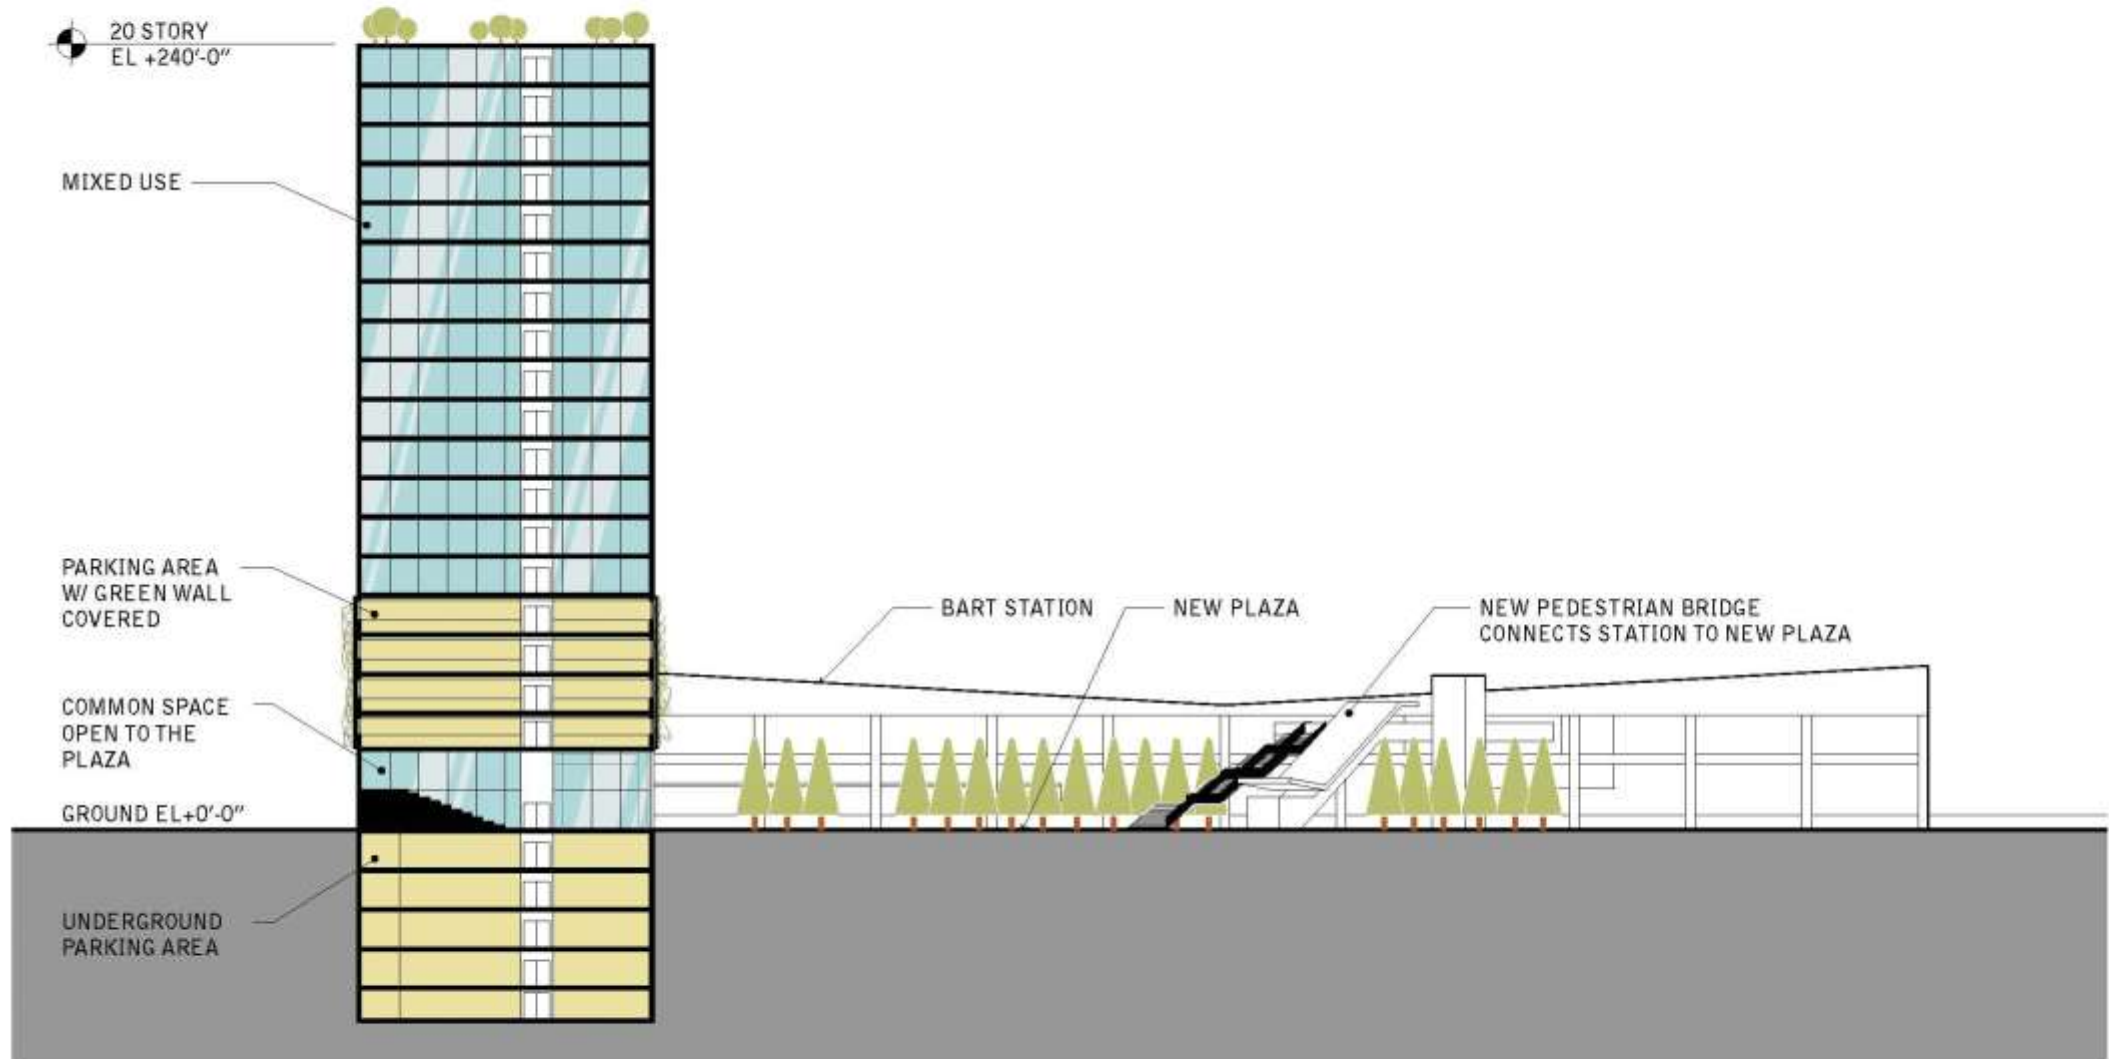 20 STORY
EL +240'-0"
MIXED USE
PARKING AREA
W/ GREEN WALL
COVERED
COMMON SPACE
OPEN TO THE
PLAZA
GROUND EL+0'-0"
UNDERGROUND
PARKING AREA
BART STATION
NEW PLAZA
NEW PEDESTRIAN BRIDGE
CONNECTS STATION TO NEW PLAZA